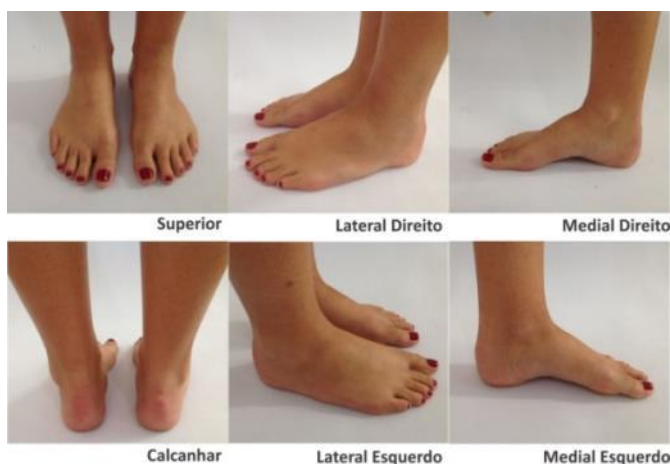 Superior
Lateral Direito
Medial Direito
Calcanhar
Lateral Esquerdo
Medial Esquerdo